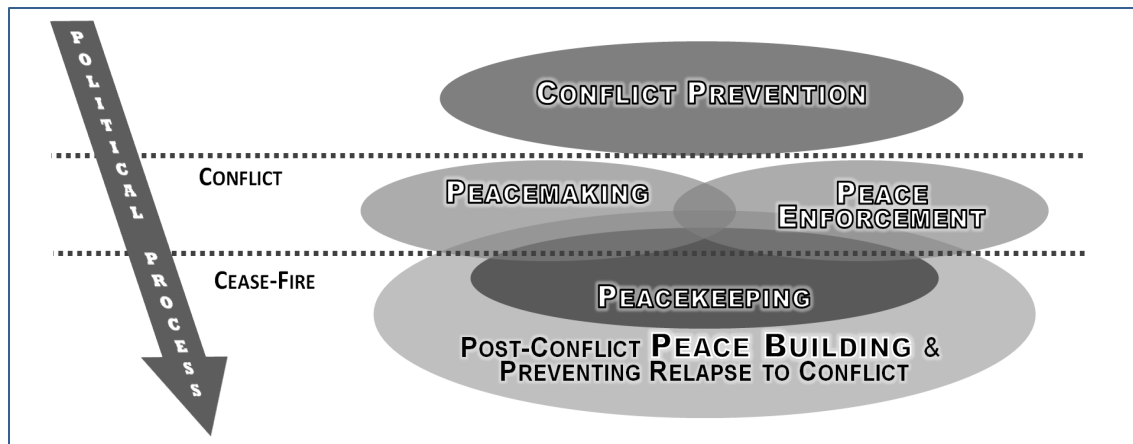 POLITICAL PROCESS
CONFLICT PREVENTION
CONFLICT
PEACEMAKING
PEACE
ENFORCEMENT
CEASE-FIRE
PEACEKEEPING
POST-CONFLICT PEACE BUILDING &
PREVENTING RELAPSE TO CONFLICT